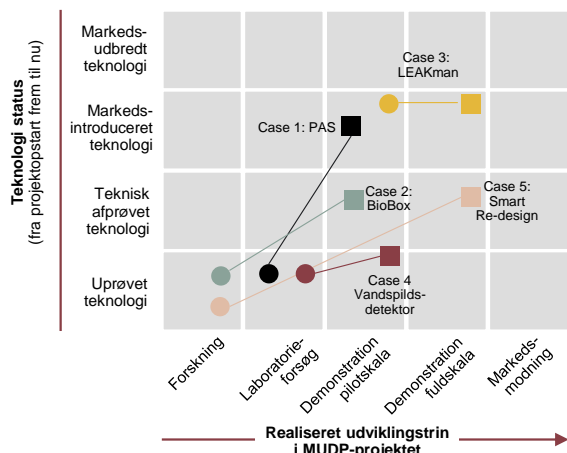 Teknologi status
(fra projektopstart frem til nu)
Markeds-
udbredt
teknologi
Markeds-
introduceret
teknologi
Teknisk
afprøvet
teknologi
Uprøvet
teknologi
Case 3:
LEAKman
Case 1: PAS
Case 2:
BioBox
Case 5:
Smart
Re-design
Case 4
Vandspilds-
detektor
Forskning
Laboratorie-
forsøg
Demonstration
pilotskala
Demonstration
fuldskala
Markeds-
modning
Realiseret udviklingstrin
i MUDP-projektet